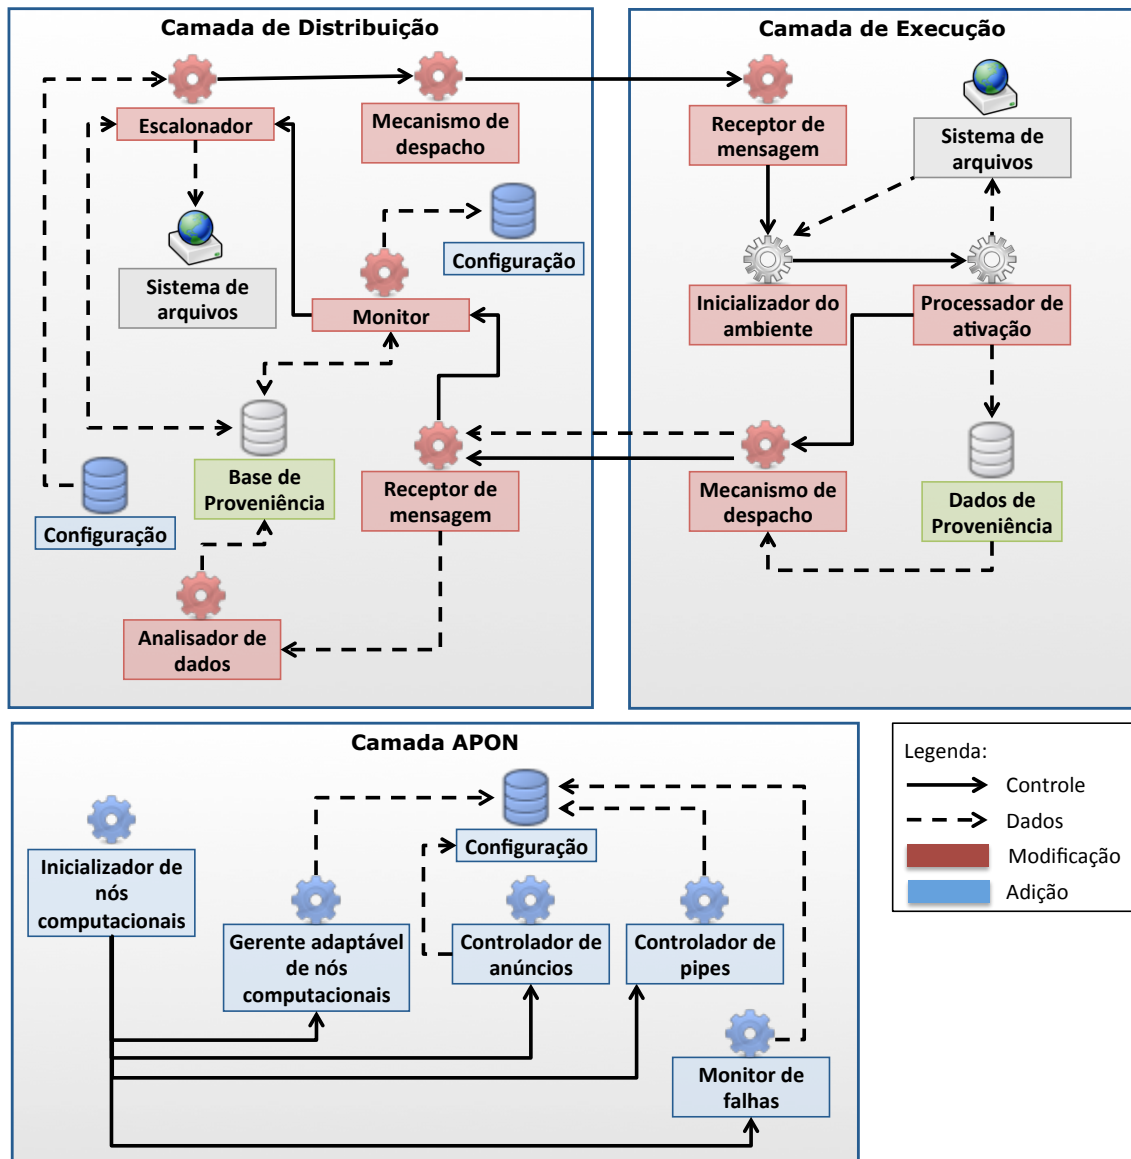 Camada de Distribuição
Escalonador
Mecanismo de
despacho
Sistema de
arquivos
Configuração
Monitor
Base de
Proveniência
Configuração
Receptor de
mensagem
Analisador de
dados
Camada de Execução
Receptor de
mensagem
Sistema de
arquivos
Inicializador do
ambiente
Processador de
ativação
Mecanismo de
despacho
Dados de
Proveniência
Camada APON
Inicializador de
nós
computacionais
Configuração
Gerente adaptável
de nós
computacionais
Controlador de
anúncios
Controlador de
pipes
Monitor de
falhas
Legenda:
Controle
Dados
Modificação
Adição